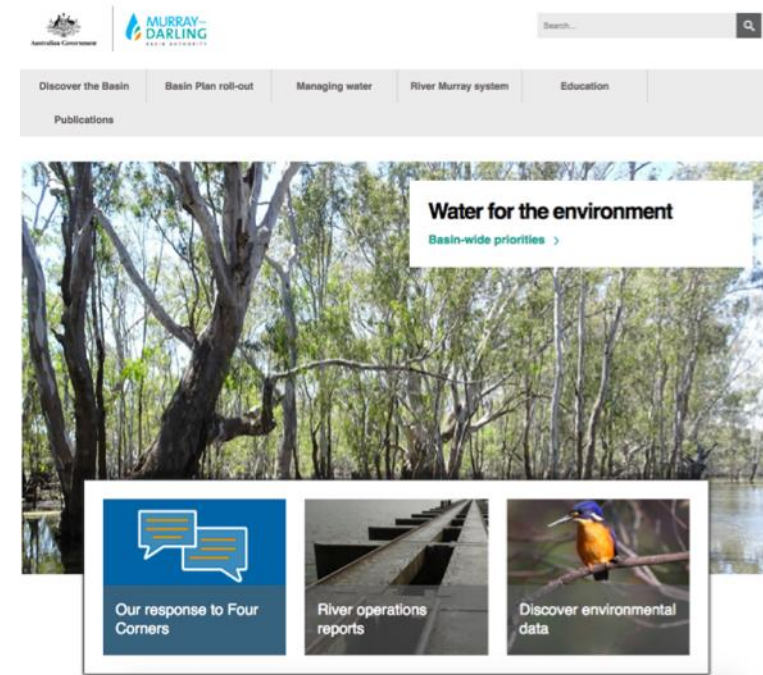 Australian Government
MURRAY–
DARLING
BASIN AUTHORITY
Search...
Discover the Basin
Basin Plan roll-out
Managing water
River Murray system
Education
Publications
Water for the environment
Basin-wide priorities >
Our response to Four
Corners
River operations
reports
Discover environmental
data